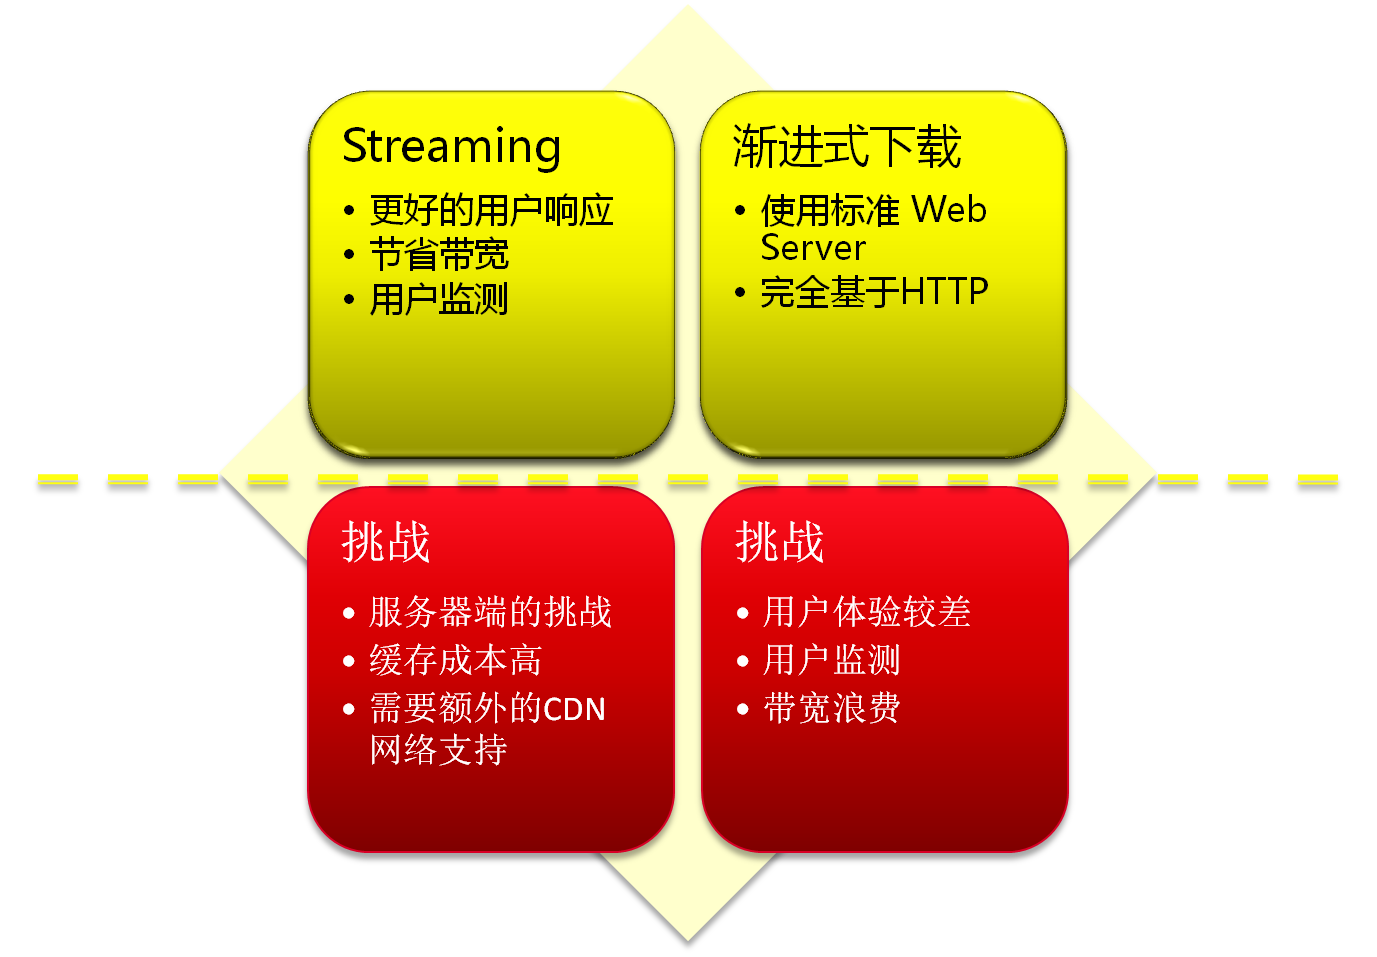 Streaming
• 更好的用户响应
• 节省带宽
• 用户监测
渐进式下载
• 使用标准 Web
Server
• 完全基于HTTP
挑战
• 服务器端的挑战
• 缓存成本高
• 需要额外的CDN
网络支持
挑战
• 用户体验较差
• 用户监测
• 带宽浪费